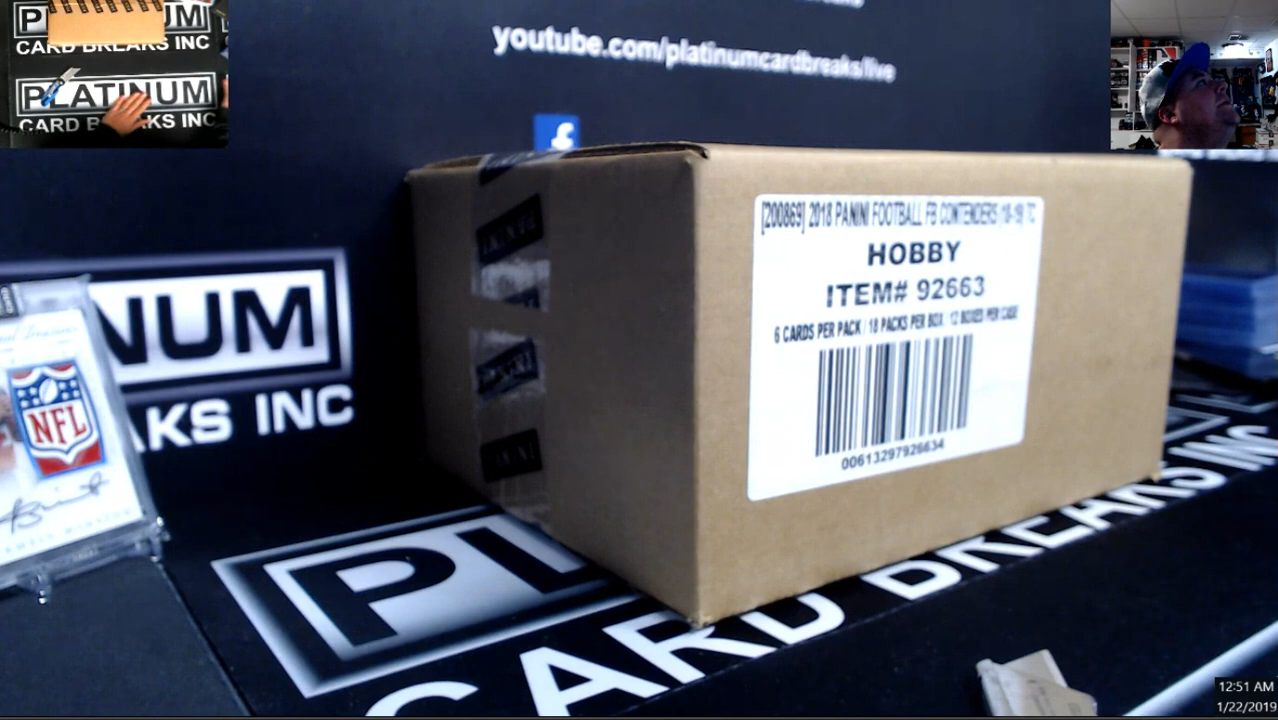 PLATINUM
CARD BREAKS INC
PLATINUM
CARD BREAKS INC
youtube.com/platinumcardbreaks/live
f
[200869] 2018 PANINI FOOTBALL FB CONTENDERS (18-19) TC
HOBBY
ITEM# 92663
6 CARDS PER PACK / 18 PACKS PER BOX / 12 BOXES PER CASE
00613297926634
PANINI
PANINI
NUM
AKS INC
NFL
PL
CARD BREAKS INC
12:51 AM
1/22/2019